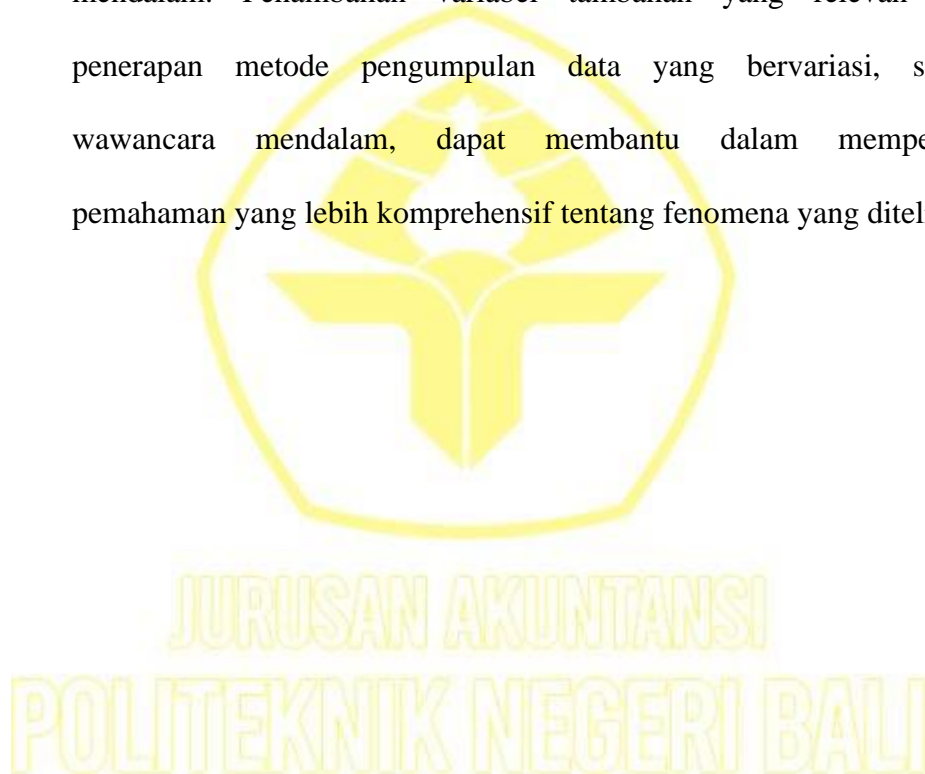 mendalam. Penambahan variabel tambahan yang relevan
penerapan metode pengumpulan data yang bervariasi, s
wawancara mendalam, dapat membantu dalam mempe
pemahaman yang lebih komprehensif tentang fenomena yang ditel
JURUSAN AKUNTANSI
POLITEKNIK NEGERI BALI